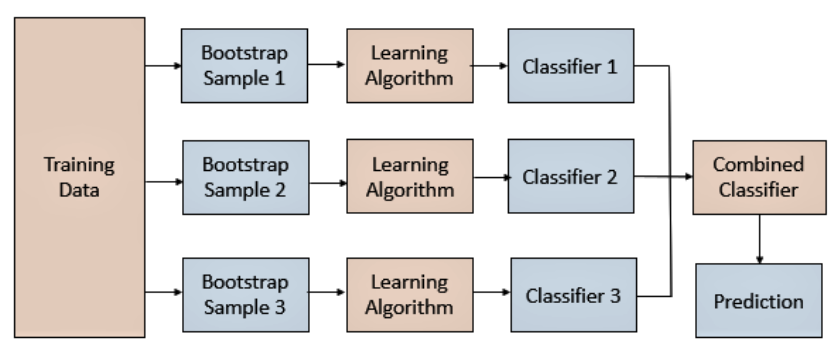 Training
Data
Bootstrap
Sample 1
Learning
Algorithm
Classifier 1
Bootstrap
Sample 2
Learning
Algorithm
Classifier 2
Bootstrap
Sample 3
Learning
Algorithm
Classifier 3
Combined
Classifier
Prediction